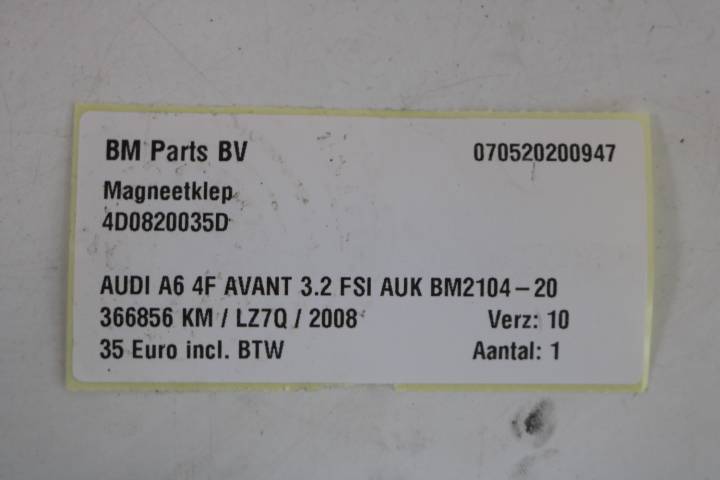 BM Parts BV 070520200947
Magneetklep
4D0820035D
AUDI A6 4F AVANT 3.2 FSI AUK BM2104-20
366856 KM / LZ7Q / 2008 Verz: 10
35 Euro incl. BTW Aantal: 1